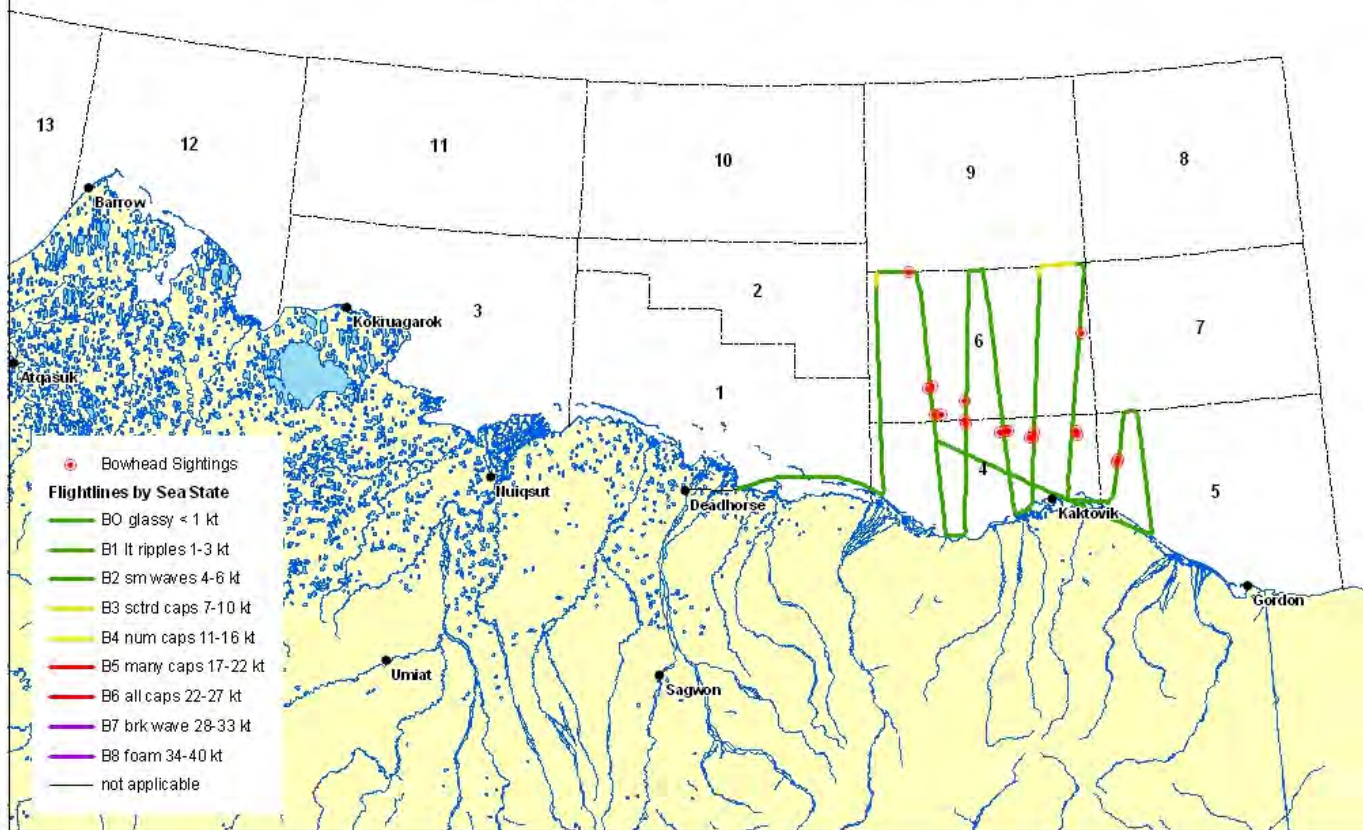 13
12
11
10
9
8
Barrow
3
Kokruagarok
2
6
7
Atqasuk
1
Nuiqsut
Deadhorse
4
Kaktovik
5
Gordon
Umiat
Sagwon
Bowhead Sightings
Flightlines by Sea State
BO glassy < 1 kt
B1 lt ripples 1-3 kt
B2 sm waves 4-6 kt
B3 sctrd caps 7-10 kt
B4 num caps 11-16 kt
B5 many caps 17-22 kt
B6 all caps 22-27 kt
B7 brk wave 28-33 kt
B8 foam 34-40 kt
not applicable